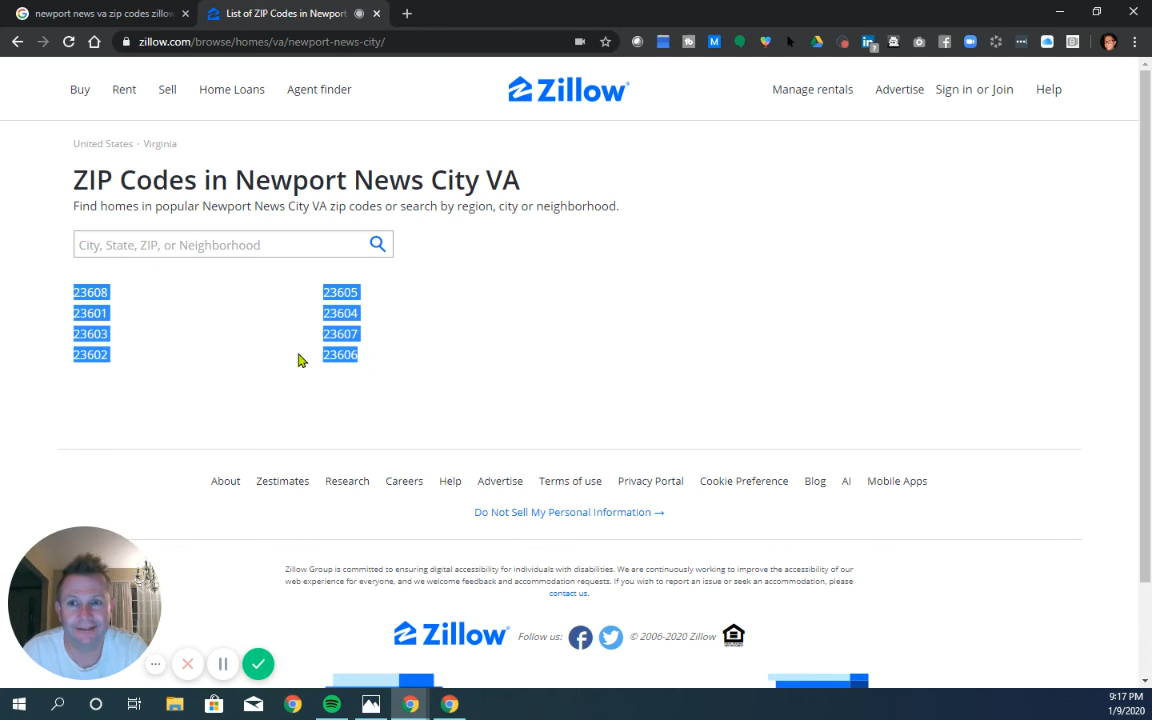 newport news va zip codes zillow
List of ZIP Codes in Newport
zillow.com/browse/homes/va/newport-news-city/
Buy Rent Sell Home Loans Agent finder
Zillow
Manage rentals Advertise Sign in or Join Help
United States Virginia
ZIP Codes in Newport News City VA
Find homes in popular Newport News City VA zip codes or search by region, city or neighborhood.
City, State, ZIP, or Neighborhood
23608 23605
23601 23604
23603 23607
23602 23606
About Zestimates Research Careers Help Advertise Terms of use Privacy Portal Cookie Preference Blog AI Mobile Apps
Do Not Sell My Personal Information →
Zillow Group is committed to ensuring digital accessibility for individuals with disabilities. We are continuously working to improve the accessibility of our
web experience for everyone, and we welcome feedback and accommodation requests. If you wish to report an issue or seek an accommodation, please
contact us.
Zillow Follow us: © 2006-2020 Zillow
9:17 PM
1/9/2020